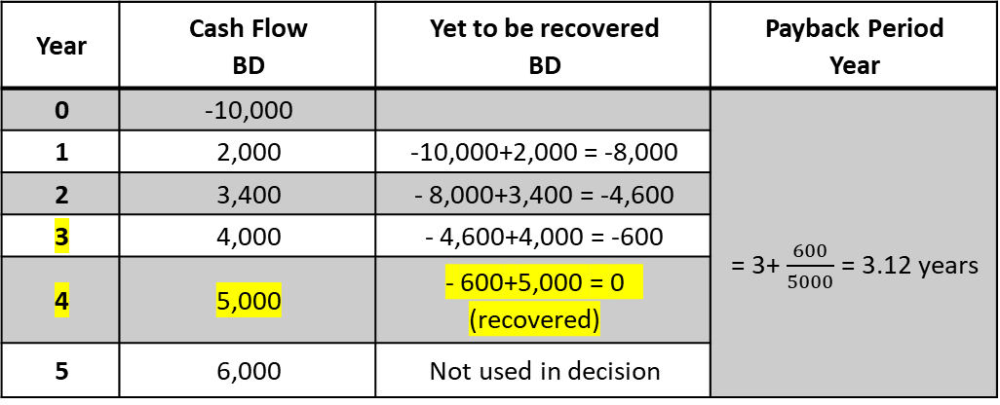 Year Cash Flow BD Yet to be recovered BD Payback Period Year
0 -10,000
1 2,000 -10,000+2,000 = -8,000
2 3,400 - 8,000+3,400 = -4,600
3 4,000 - 4,600+4,000 = -600
4 5,000 - 600+5,000 = 0 (recovered)
= 3+ 600/5000 = 3.12 years
5 6,000 Not used in decision